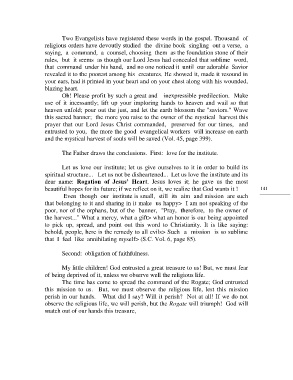 Two Evangelists have registered these words in the gospel. Thousand of
religious orders have devoutly studied the divine book singling out a verse, a
saying, a command, a counsel, choosing them as the foundation stone of their
rules, but it seems as though our Lord Jesus had concealed that sublime word,
that command under his hand, and no one noticed it until our adorable Savior
revealed it to the poorest among his creatures. He showed it, made it resound in
your ears, had it printed in your heart and on your chest along with his wounded,
blazing heart.
Oh! Please profit by such a great and inexpressible predilection. Make
use of it incessantly; lift up your imploring hands to heaven and wail so that
heaven unfold; pour out the just, and let the earth blossom the "saviors." Wave
this sacred banner; the more you raise to the owner of the mystical harvest this
prayer that our Lord Jesus Christ commanded, preserved for our times, and
entrusted to you, the more the good evangelical workers will increase on earth
and the mystical harvest of souls will be saved (Vol. 45, page 399).
The Father draws the conclusions. First: love for the institute.
Let us love our institute; let us give ourselves to it in order to build its
spiritual structure... Let us not be disheartened... Let us love the institute and its
dear name: Rogation of Jesus' Heart. Jesus loves it; he gave us the most
beautiful hopes for its future; if we reflect on it, we realize that God wants it !
141
Even though our institute is small, still its aim and mission are such
that belonging to it and sharing in it make us happy> I am not speaking of the
poor, nor of the orphans, but of the banner, "Pray, therefore, to the owner of
the harvest..." What a mercy, what a gift> what an honor is our being appointed
to pick up, spread, and point out this word to Christianity. It is like saying:
behold, people, here is the remedy to all evils> Such a mission is so sublime
that I feel like annihilating myself> (S.C. Vol. 6, page 85).
Second: obligation of faithfulness.
My little children! God entrusted a great treasure to us! But, we must fear
of being deprived of it, unless we observe well the religious life.
The time has come to spread the command of the Rogate; God entrusted
this mission to us. But, we must observe the religious life, lest this mission
perish in our hands. What did I say? Will it perish? Not at all! If we do not
observe the religious life, we will perish, but the Rogate will triumph! God will
snatch out of our hands this treasure,